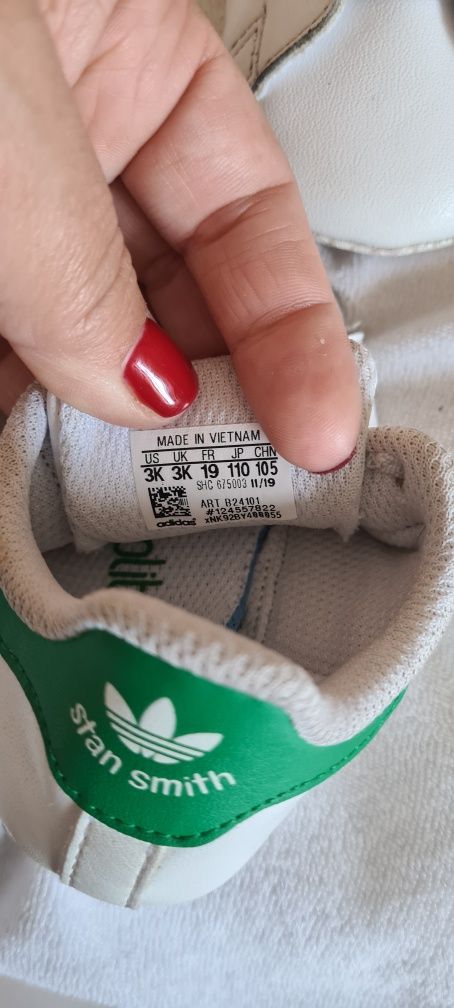 MADE IN VIETNAM
US UK FR JP CHN
3K 3K 19 110 105
SHC 675003 11/19
ART B24101
#124557822
xNK92BY488855
adidas
stan smith